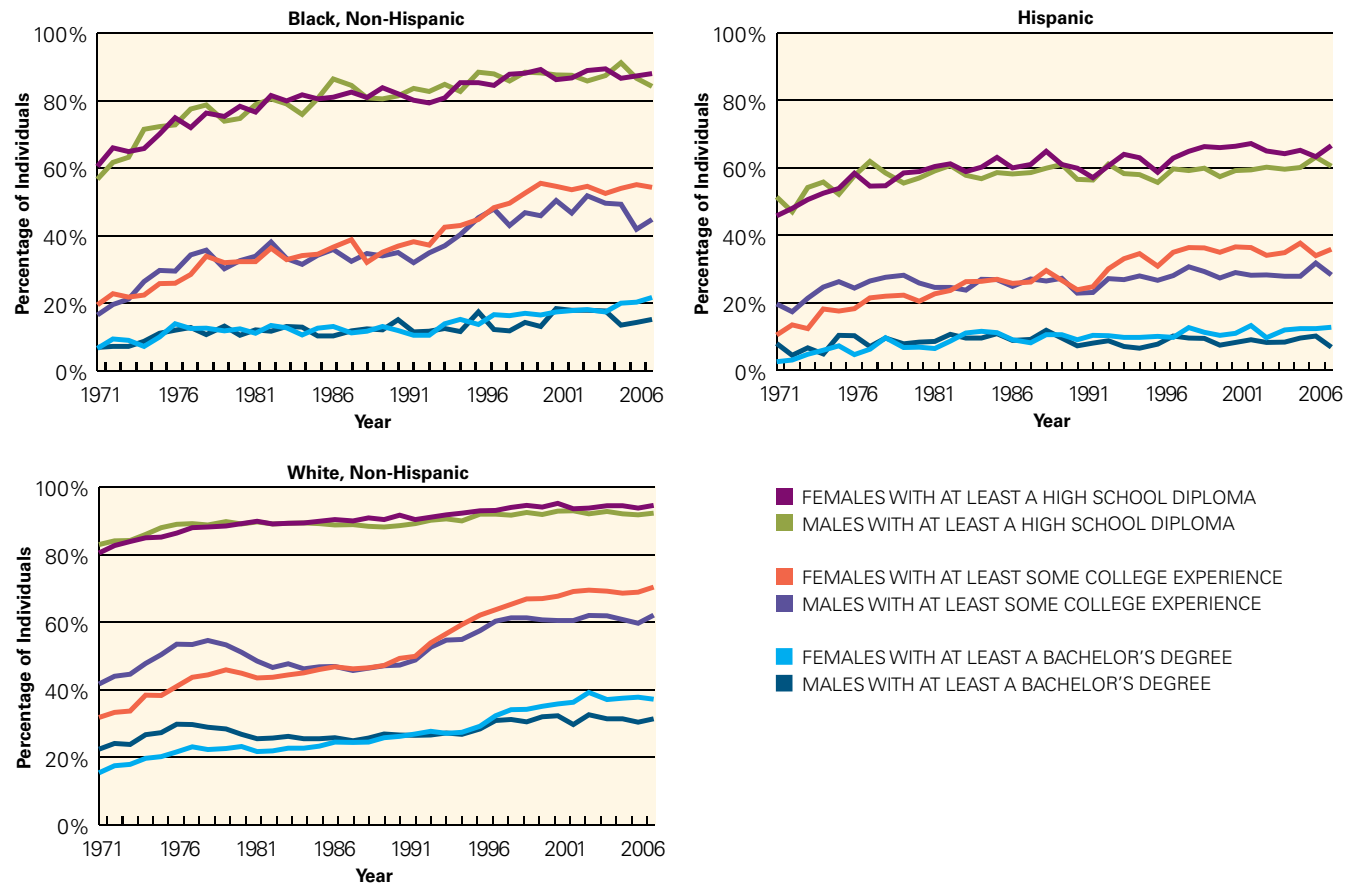 Black, Non-Hispanic
100%
80%
60%
40%
20%
0%
Percentage of Individuals
1971 1976 1981 1986 1991 1996 2001 2006
Year
Hispanic
100%
80%
60%
40%
20%
0%
Percentage of Individuals
1971 1976 1981 1986 1991 1996 2001 2006
Year
White, Non-Hispanic
100%
80%
60%
40%
20%
0%
Percentage of Individuals
1971 1976 1981 1986 1991 1996 2001 2006
Year
FEMALES WITH AT LEAST A HIGH SCHOOL DIPLOMA
MALES WITH AT LEAST A HIGH SCHOOL DIPLOMA
FEMALES WITH AT LEAST SOME COLLEGE EXPERIENCE
MALES WITH AT LEAST SOME COLLEGE EXPERIENCE
FEMALES WITH AT LEAST A BACHELOR'S DEGREE
MALES WITH AT LEAST A BACHELOR'S DEGREE